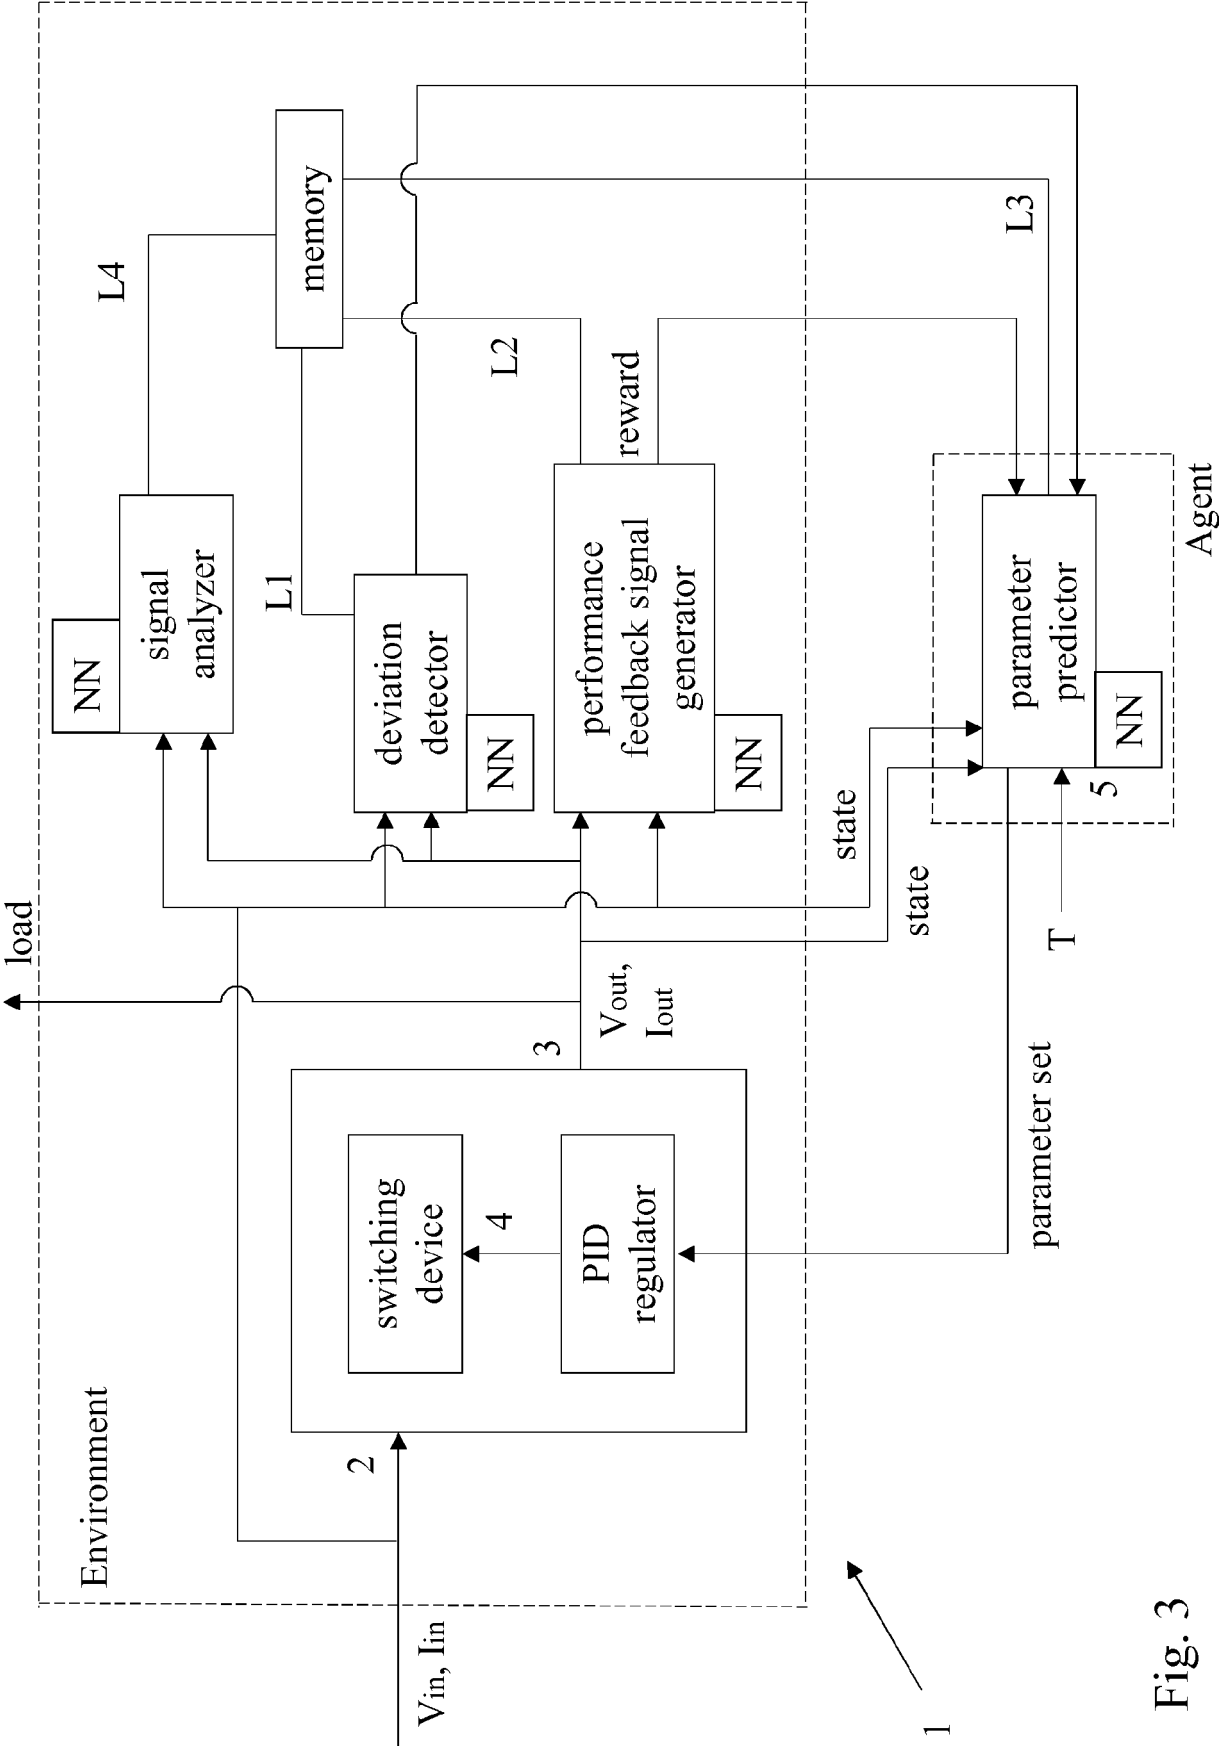 Environment
load
Vin, Iin
2
switching
device
4
PID
regulator
3
Vout,
Iout
NN
signal
analyzer
L4
memory
L1
deviation
detector
NN
L2
performance
feedback signal
generator
NN
reward
L3
state
state
parameter set
T
5
parameter
predictor
NN
Agent
1
Fig. 3